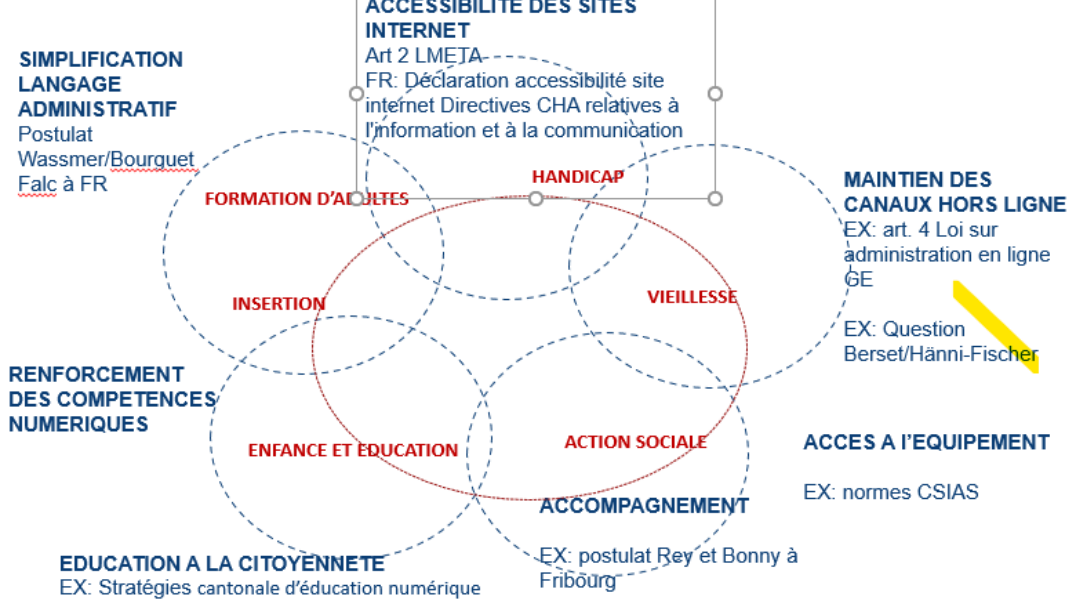 ACCESSIBILITE DES SITES
INTERNET
Art 2 LMETA
FR: Déclaration accessibilité site
internet Directives CHA relatives à
l'information et à la communication
SIMPLIFICATION
LANGAGE
ADMINISTRATIF
Postulat
Wassmer/Bourguet
Falc à FR
HANDICAP
FORMATION D'ADULTES
MAINTIEN DES
CANAUX HORS LIGNE
EX: art. 4 Loi sur
administration en ligne
GE
EX: Question
Berset/Hänni-Fischer
INSERTION
VIEILLESSE
RENFORCEMENT
DES COMPETENCES
NUMERIQUES
ENFANCE ET EDUCATION
ACTION SOCIALE
ACCES A l'EQUIPEMENT
EX: normes CSIAS
ACCOMPAGNEMENT
EX: postulat Rey et Bonny à
Fribourg
EDUCATION A LA CITOYENNETE
EX: Stratégies cantonale d'éducation numérique